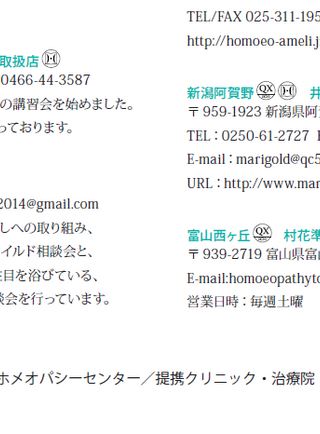 取扱店
0466-44-3587
の講習会を始めました。
っております。
2014@gmail.com
しへの取り組み、
イルド相談会と、
注目を浴びている、
談会を行っています。
TEL/FAX 025-311-195
http://homoeo-ameli.j
新潟阿賀野 QX H 井
〒959-1923 新潟県阿賀
TEL：0250-61-2727
E-mail：marigold@qc5
URL：http://www.mar
富山西ヶ丘 QX 村花準
〒939-2719 富山県富
E-mail:homoeopathyto
営業日時：毎週土曜
ホメオパシーセンター／提携クリニック・治療院